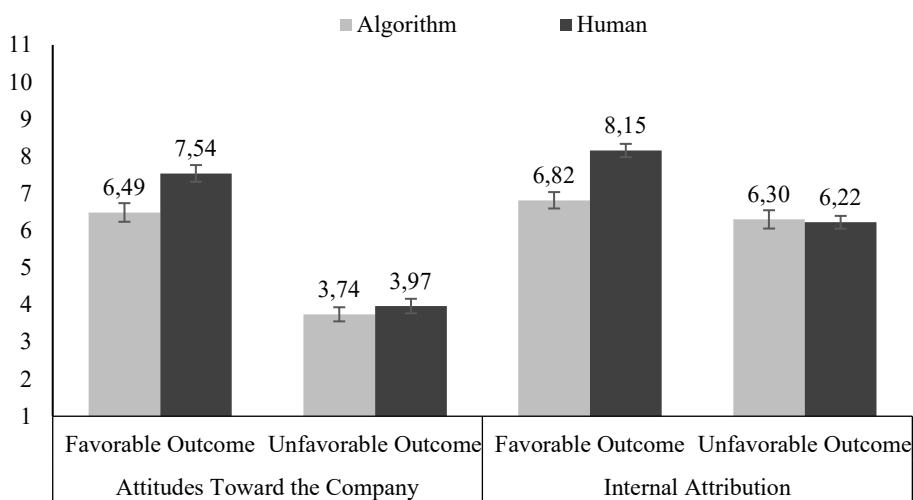 Algorithm Human
11
10
9
8
7
6
5
4
3
2
1
6,49 7,54 3,74 3,97 6,82 8,15 6,30 6,22
Favorable Outcome Unfavorable Outcome Favorable Outcome Unfavorable Outcome
Attitudes Toward the Company Internal Attribution